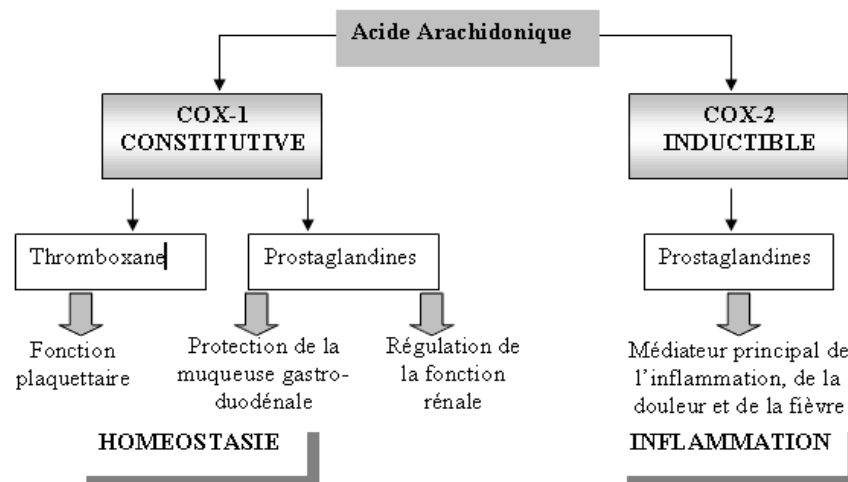 Acide Arachidonique
COX-1
CONSTITUTIVE
COX-2
INDUCTIBLE
Thromboxane
Prostaglandines
Prostaglandines
Fonction
plaquettaire
Protection de la
muqueuse gastro-
duodénale
Régulation de
la fonction
rénale
Médiateur principal de
l'inflammation, de la
douleur et de la fièvre
HOMEOSTASIE
INFLAMMATION